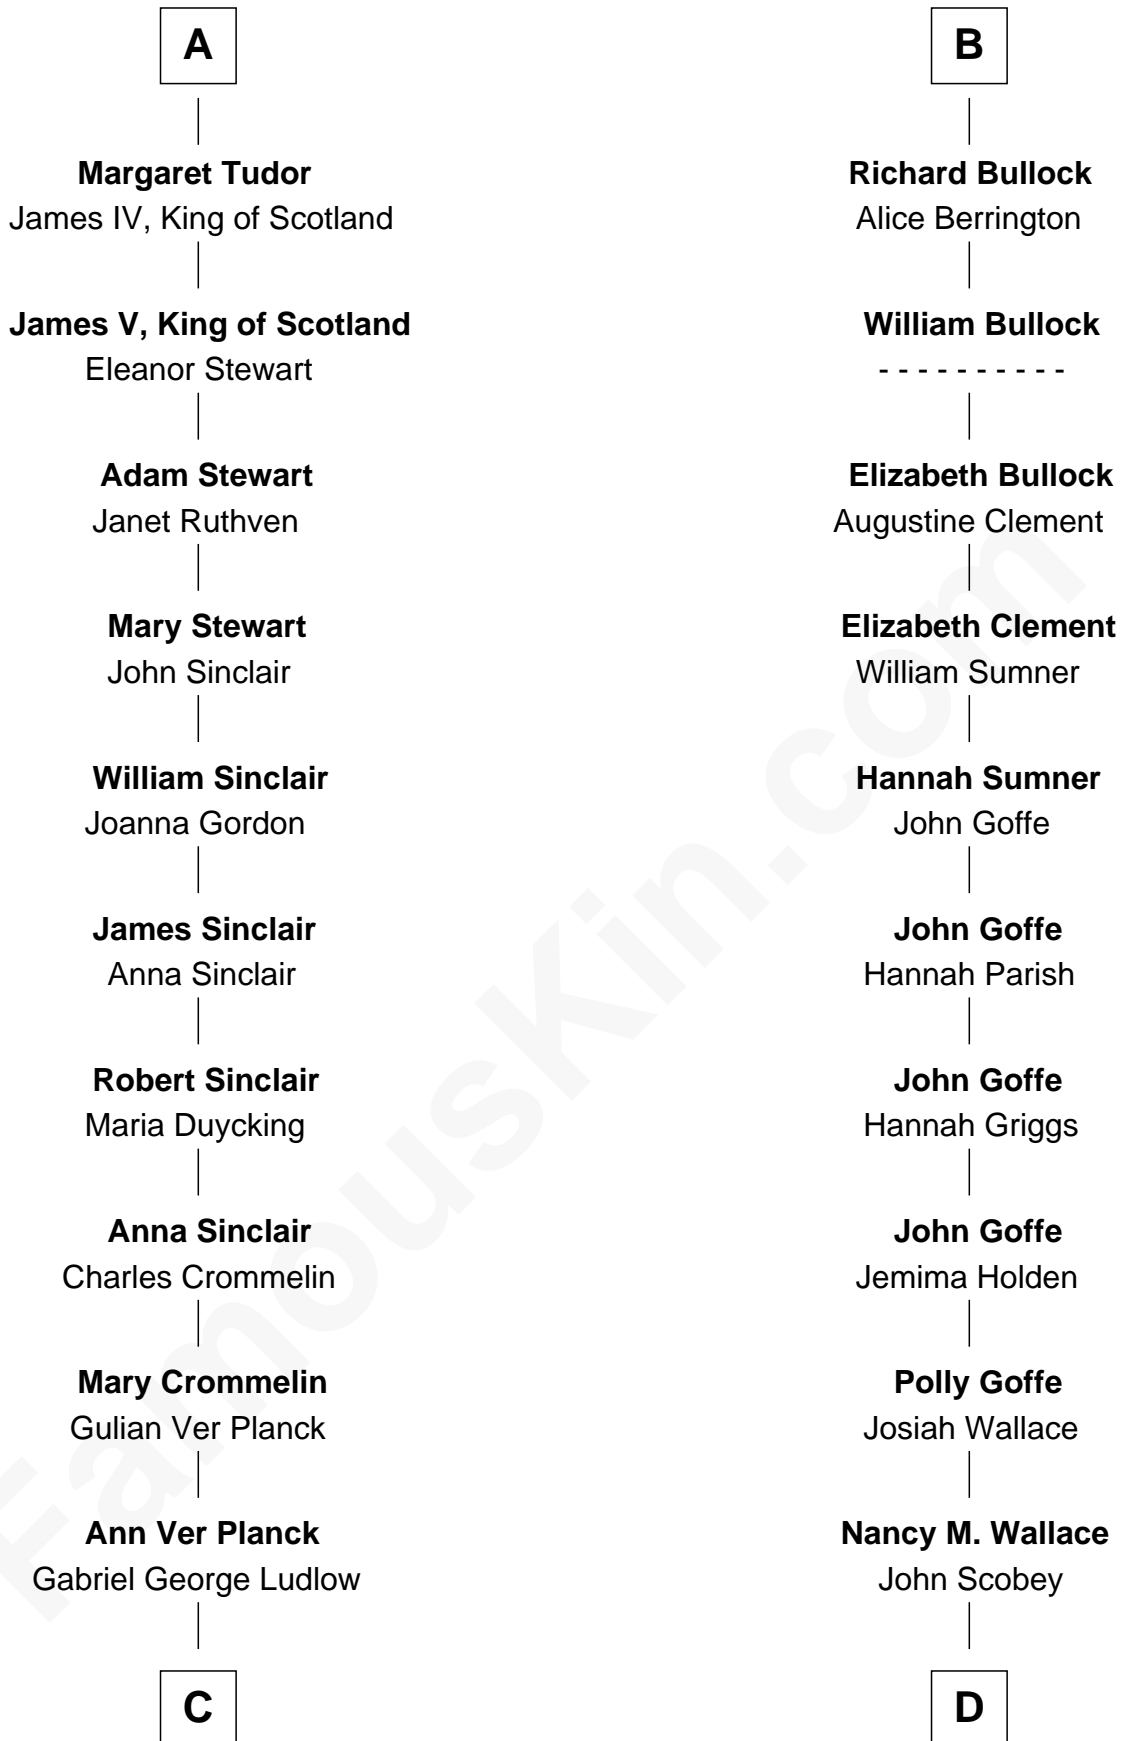 A
Margaret Tudor
James IV, King of Scotland
James V, King of Scotland
Eleanor Stewart
Adam Stewart
Janet Ruthven
Mary Stewart
John Sinclair
William Sinclair
Joanna Gordon
James Sinclair
Anna Sinclair
Robert Sinclair
Maria Duycking
Anna Sinclair
Charles Crommelin
Mary Crommelin
Gulian Ver Planck
Ann Ver Planck
Gabriel George Ludlow
C
B
Richard Bullock
Alice Berrington
William Bullock
- - - - - - - - - -
Elizabeth Bullock
Augustine Clement
Elizabeth Clement
William Sumner
Hannah Sumner
John Goffe
John Goffe
Hannah Parish
John Goffe
Hannah Griggs
John Goffe
Jemima Holden
Polly Goffe
Josiah Wallace
Nancy M. Wallace
John Scobey
D
FamousKin.com